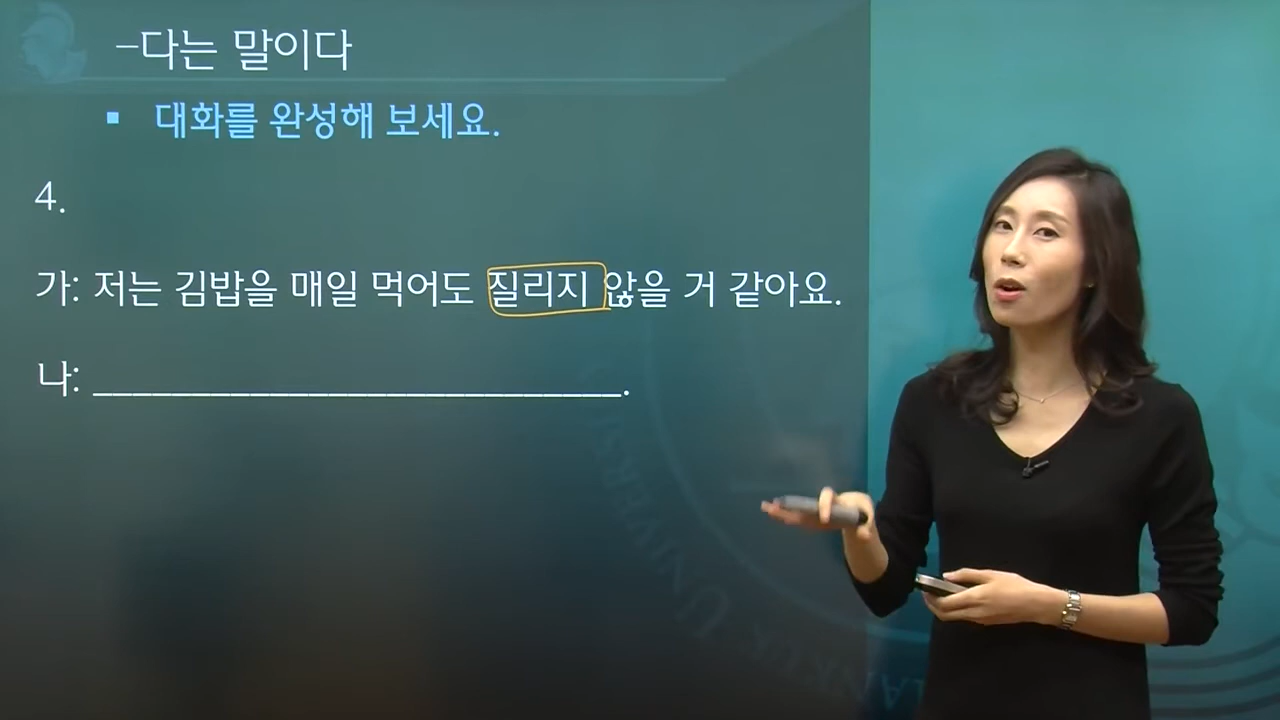 –다는 말이다
▪ 대화를 완성해 보세요.
4.
가: 저는 김밥을 매일 먹어도 질리지 않을 거 같아요.
나: ___________________________.